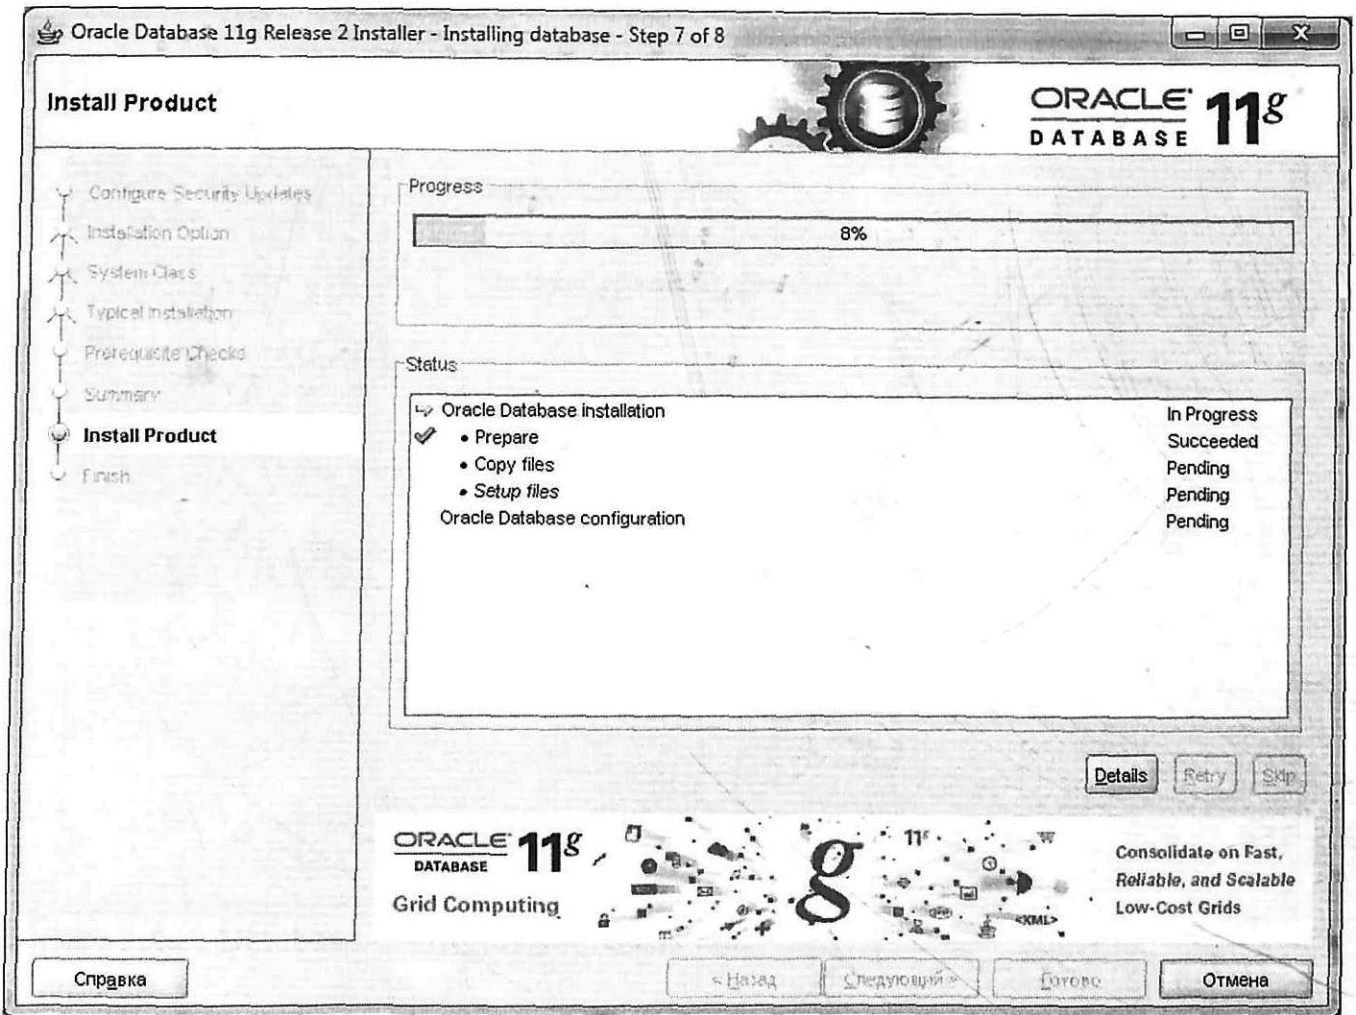 Oracle Database 11g Release 2 Installer - Installing database - Step 7 of 8
Install Product
ORACLE DATABASE 11g
Configure Security Updates
Installation Option
System Class
Typical Installation
Prerequisite Checks
Summary
Install Product
Finish
Progress
8%
Status
Oracle Database installation In Progress
• Prepare Succeeded
• Copy files Pending
• Setup files Pending
Oracle Database configuration Pending
Details Retry Skip
ORACLE DATABASE 11g
Grid Computing
g
11g
<XML>
Consolidate on Fast,
Reliable, and Scalable
Low-Cost Grids
Справка < Назад Следующий > Готово Отмена